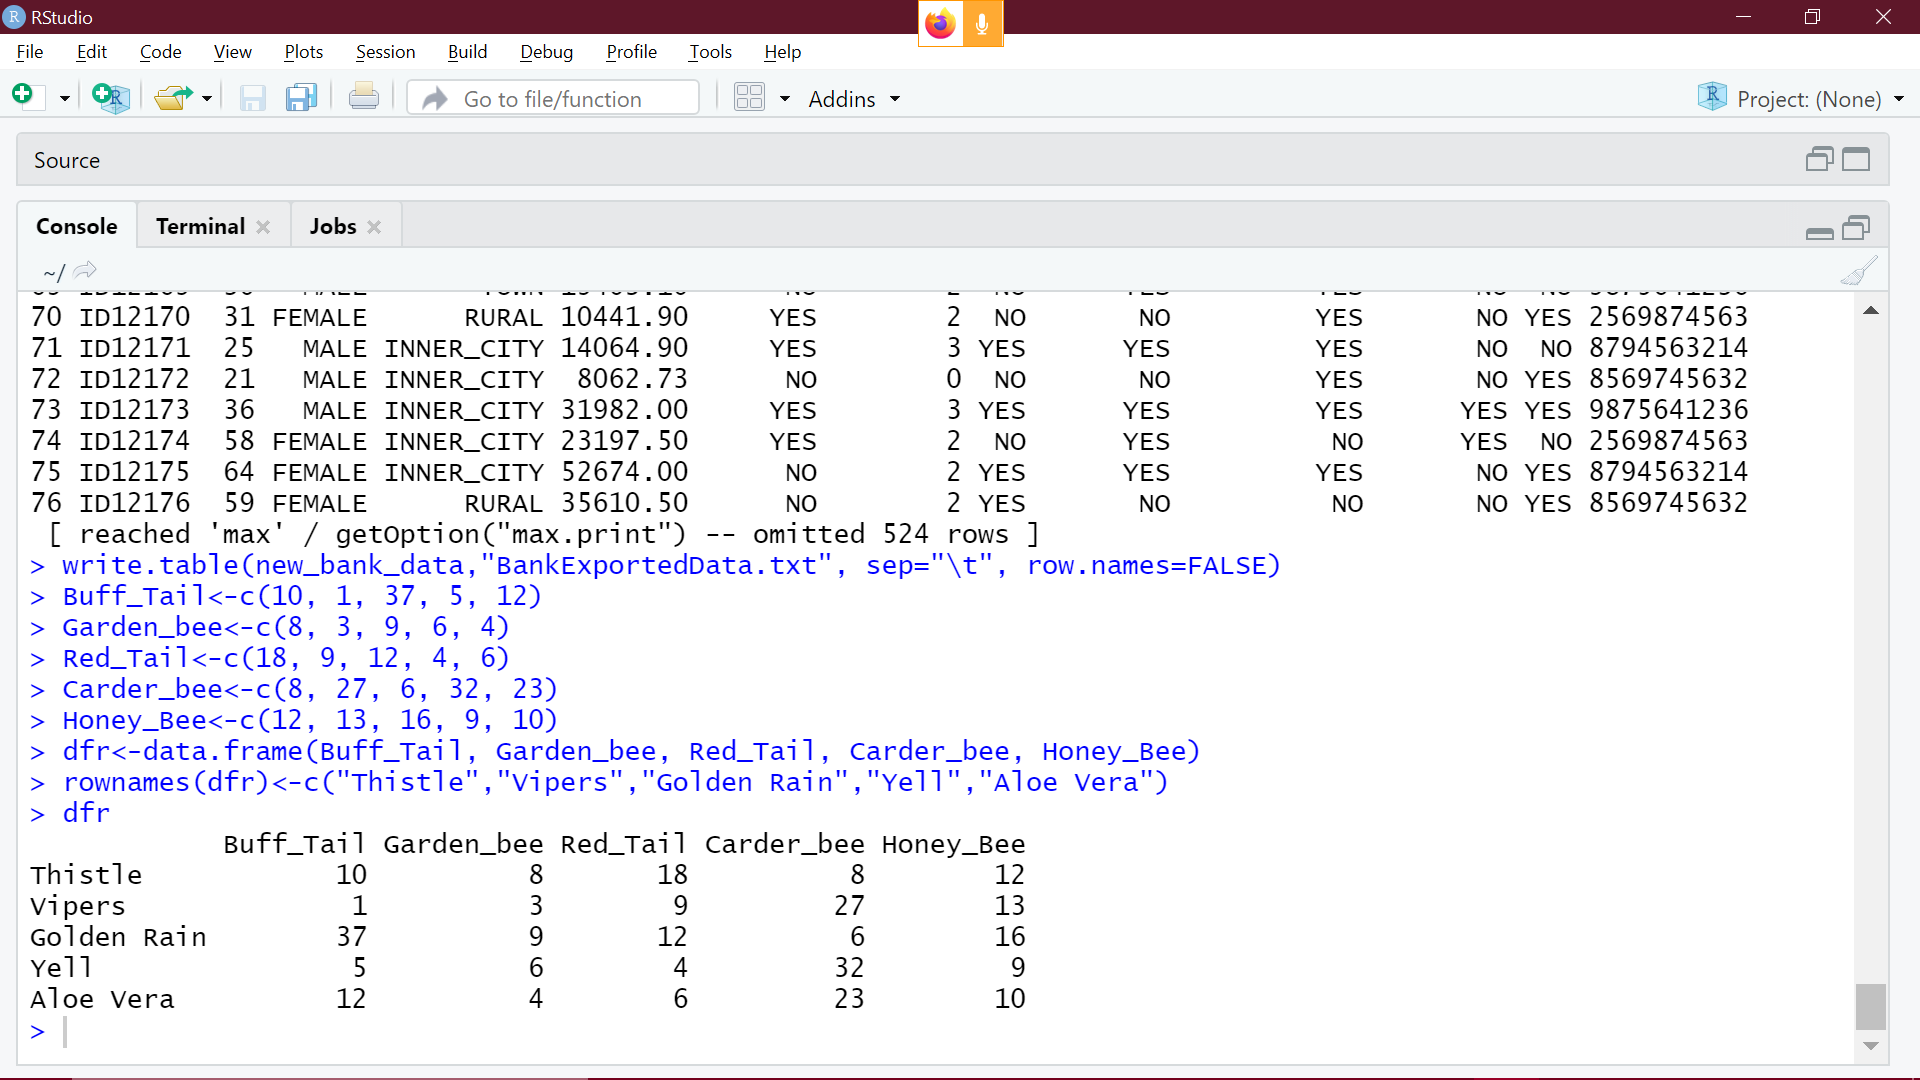 RStudio
File Edit Code View Plots Session Build Debug Profile Tools Help
Go to file/function Addins Project: (None)
Source
Console Terminal Jobs
~/
70 ID12170 31 FEMALE RURAL 10441.90 YES 2 NO NO YES NO YES 2569874563
71 ID12171 25 MALE INNER_CITY 14064.90 YES 3 YES YES YES NO NO 8794563214
72 ID12172 21 MALE INNER_CITY 8062.73 NO 0 NO NO YES NO YES 8569745632
73 ID12173 36 MALE INNER_CITY 31982.00 YES 3 YES YES YES YES YES 9875641236
74 ID12174 58 FEMALE INNER_CITY 23197.50 YES 2 NO YES NO YES NO 2569874563
75 ID12175 64 FEMALE INNER_CITY 52674.00 NO 2 YES YES YES NO YES 8794563214
76 ID12176 59 FEMALE RURAL 35610.50 NO 2 YES NO NO NO YES 8569745632
[ reached 'max' / getOption("max.print") -- omitted 524 rows ]
> write.table(new_bank_data,"BankExportedData.txt", sep="\t", row.names=FALSE)
> Buff_Tail<-c(10, 1, 37, 5, 12)
> Garden_bee<-c(8, 3, 9, 6, 4)
> Red_Tail<-c(18, 9, 12, 4, 6)
> Carder_bee<-c(8, 27, 6, 32, 23)
> Honey_Bee<-c(12, 13, 16, 9, 10)
> dfr<-data.frame(Buff_Tail, Garden_bee, Red_Tail, Carder_bee, Honey_Bee)
> rownames(dfr)<-c("Thistle","Vipers","Golden Rain","Yell","Aloe Vera")
> dfr
Buff_Tail Garden_bee Red_Tail Carder_bee Honey_Bee
Thistle 10 8 18 8 12
Vipers 1 3 9 27 13
Golden Rain 37 9 12 6 16
Yell 5 6 4 32 9
Aloe Vera 12 4 6 23 10
>